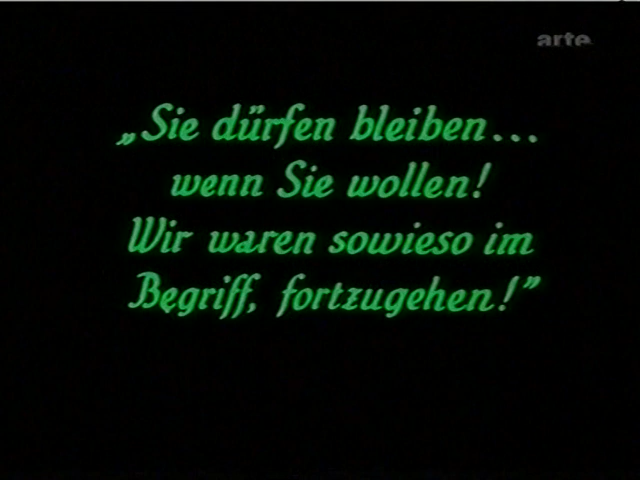 arte
„Sie dürfen bleiben...
wenn Sie wollen!
Wir waren sowieso im
Begriff, fortzugehen!”